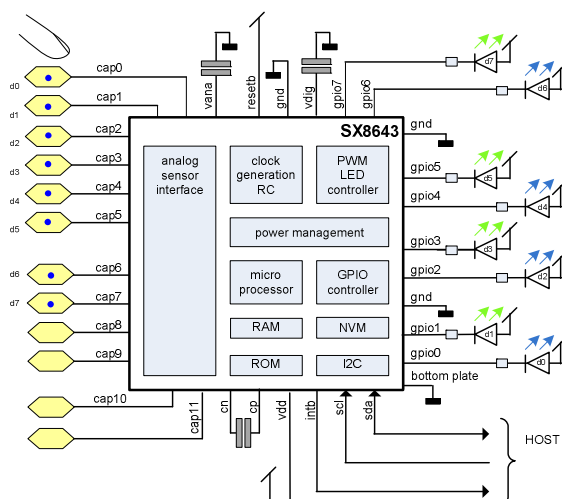 d7
d6
d0
cap0
vana
resetb
gnd
vdig
gpio7
gpio6
d1
cap1
SX8643
gnd
d2
cap2
analog
sensor
interface
clock
generation
RC
PWM
LED
controller
d3
cap3
gpio5
d5
d4
cap4
gpio4
d4
d5
cap5
power management
gpio3
d3
d6
cap6
micro
processor
GPIO
controller
gpio2
d2
d7
cap7
gnd
cap8
RAM
NVM
gpio1
d1
cap9
ROM
I2C
gpio0
d0
bottom plate
cap10
cap11
cn
cp
vdd
intb
scl
sda
HOST